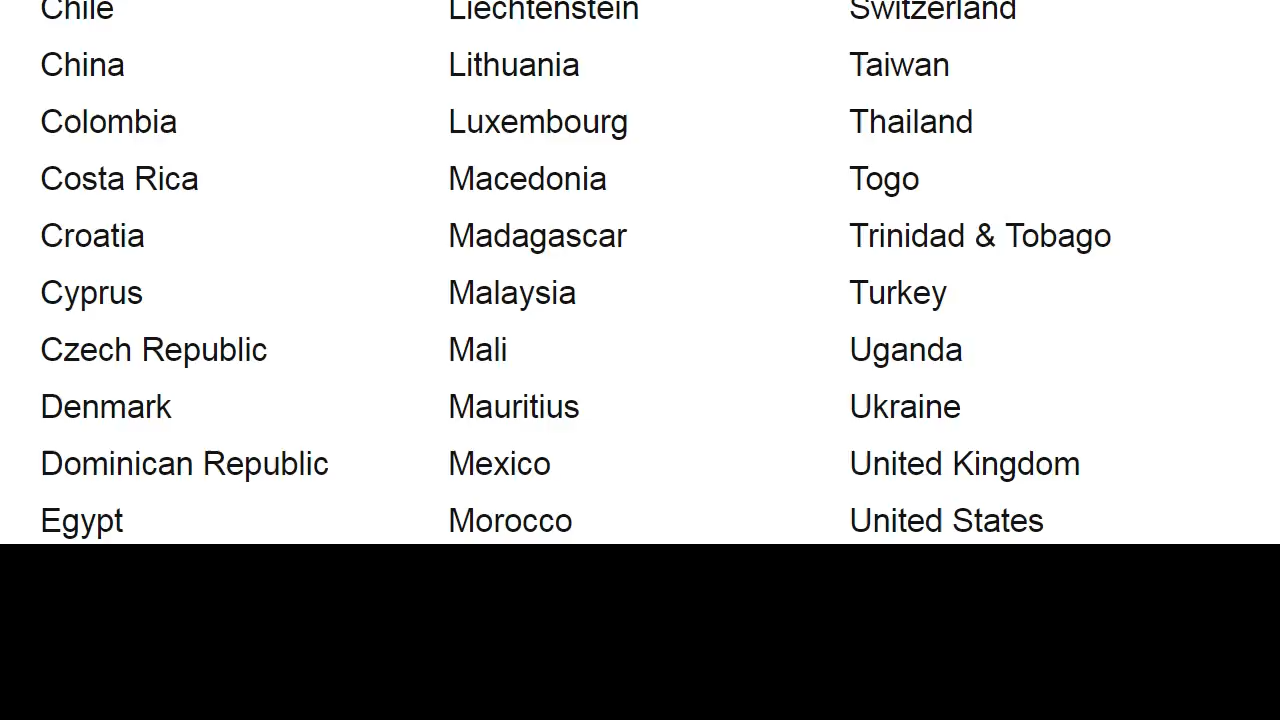 Chile Liechtenstein Switzerland
China Lithuania Taiwan
Colombia Luxembourg Thailand
Costa Rica Macedonia Togo
Croatia Madagascar Trinidad & Tobago
Cyprus Malaysia Turkey
Czech Republic Mali Uganda
Denmark Mauritius Ukraine
Dominican Republic Mexico United Kingdom
Egypt Morocco United States